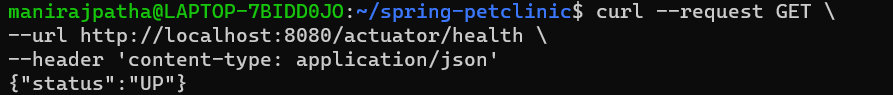 manirajpatha@LAPTOP-7BIDD0JO:~/spring-petclinic$ curl --request GET \
--url http://localhost:8080/actuator/health \
--header 'content-type: application/json'
{"status":"UP"}